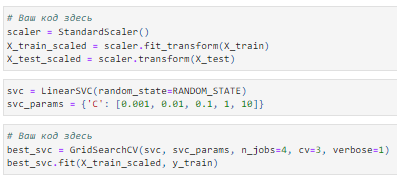 # Ваш код здесь
scaler = StandardScaler()
X_train_scaled = scaler.fit_transform(X_train)
X_test_scaled = scaler.transform(X_test)
svc = LinearSVC(random_state=RANDOM_STATE)
svc_params = {'C': [0.001, 0.01, 0.1, 1, 10]}
# Ваш код здесь
best_svc = GridSearchCV(svc, svc_params, n_jobs=4, cv=3, verbose=1)
best_svc.fit(X_train_scaled, y_train)